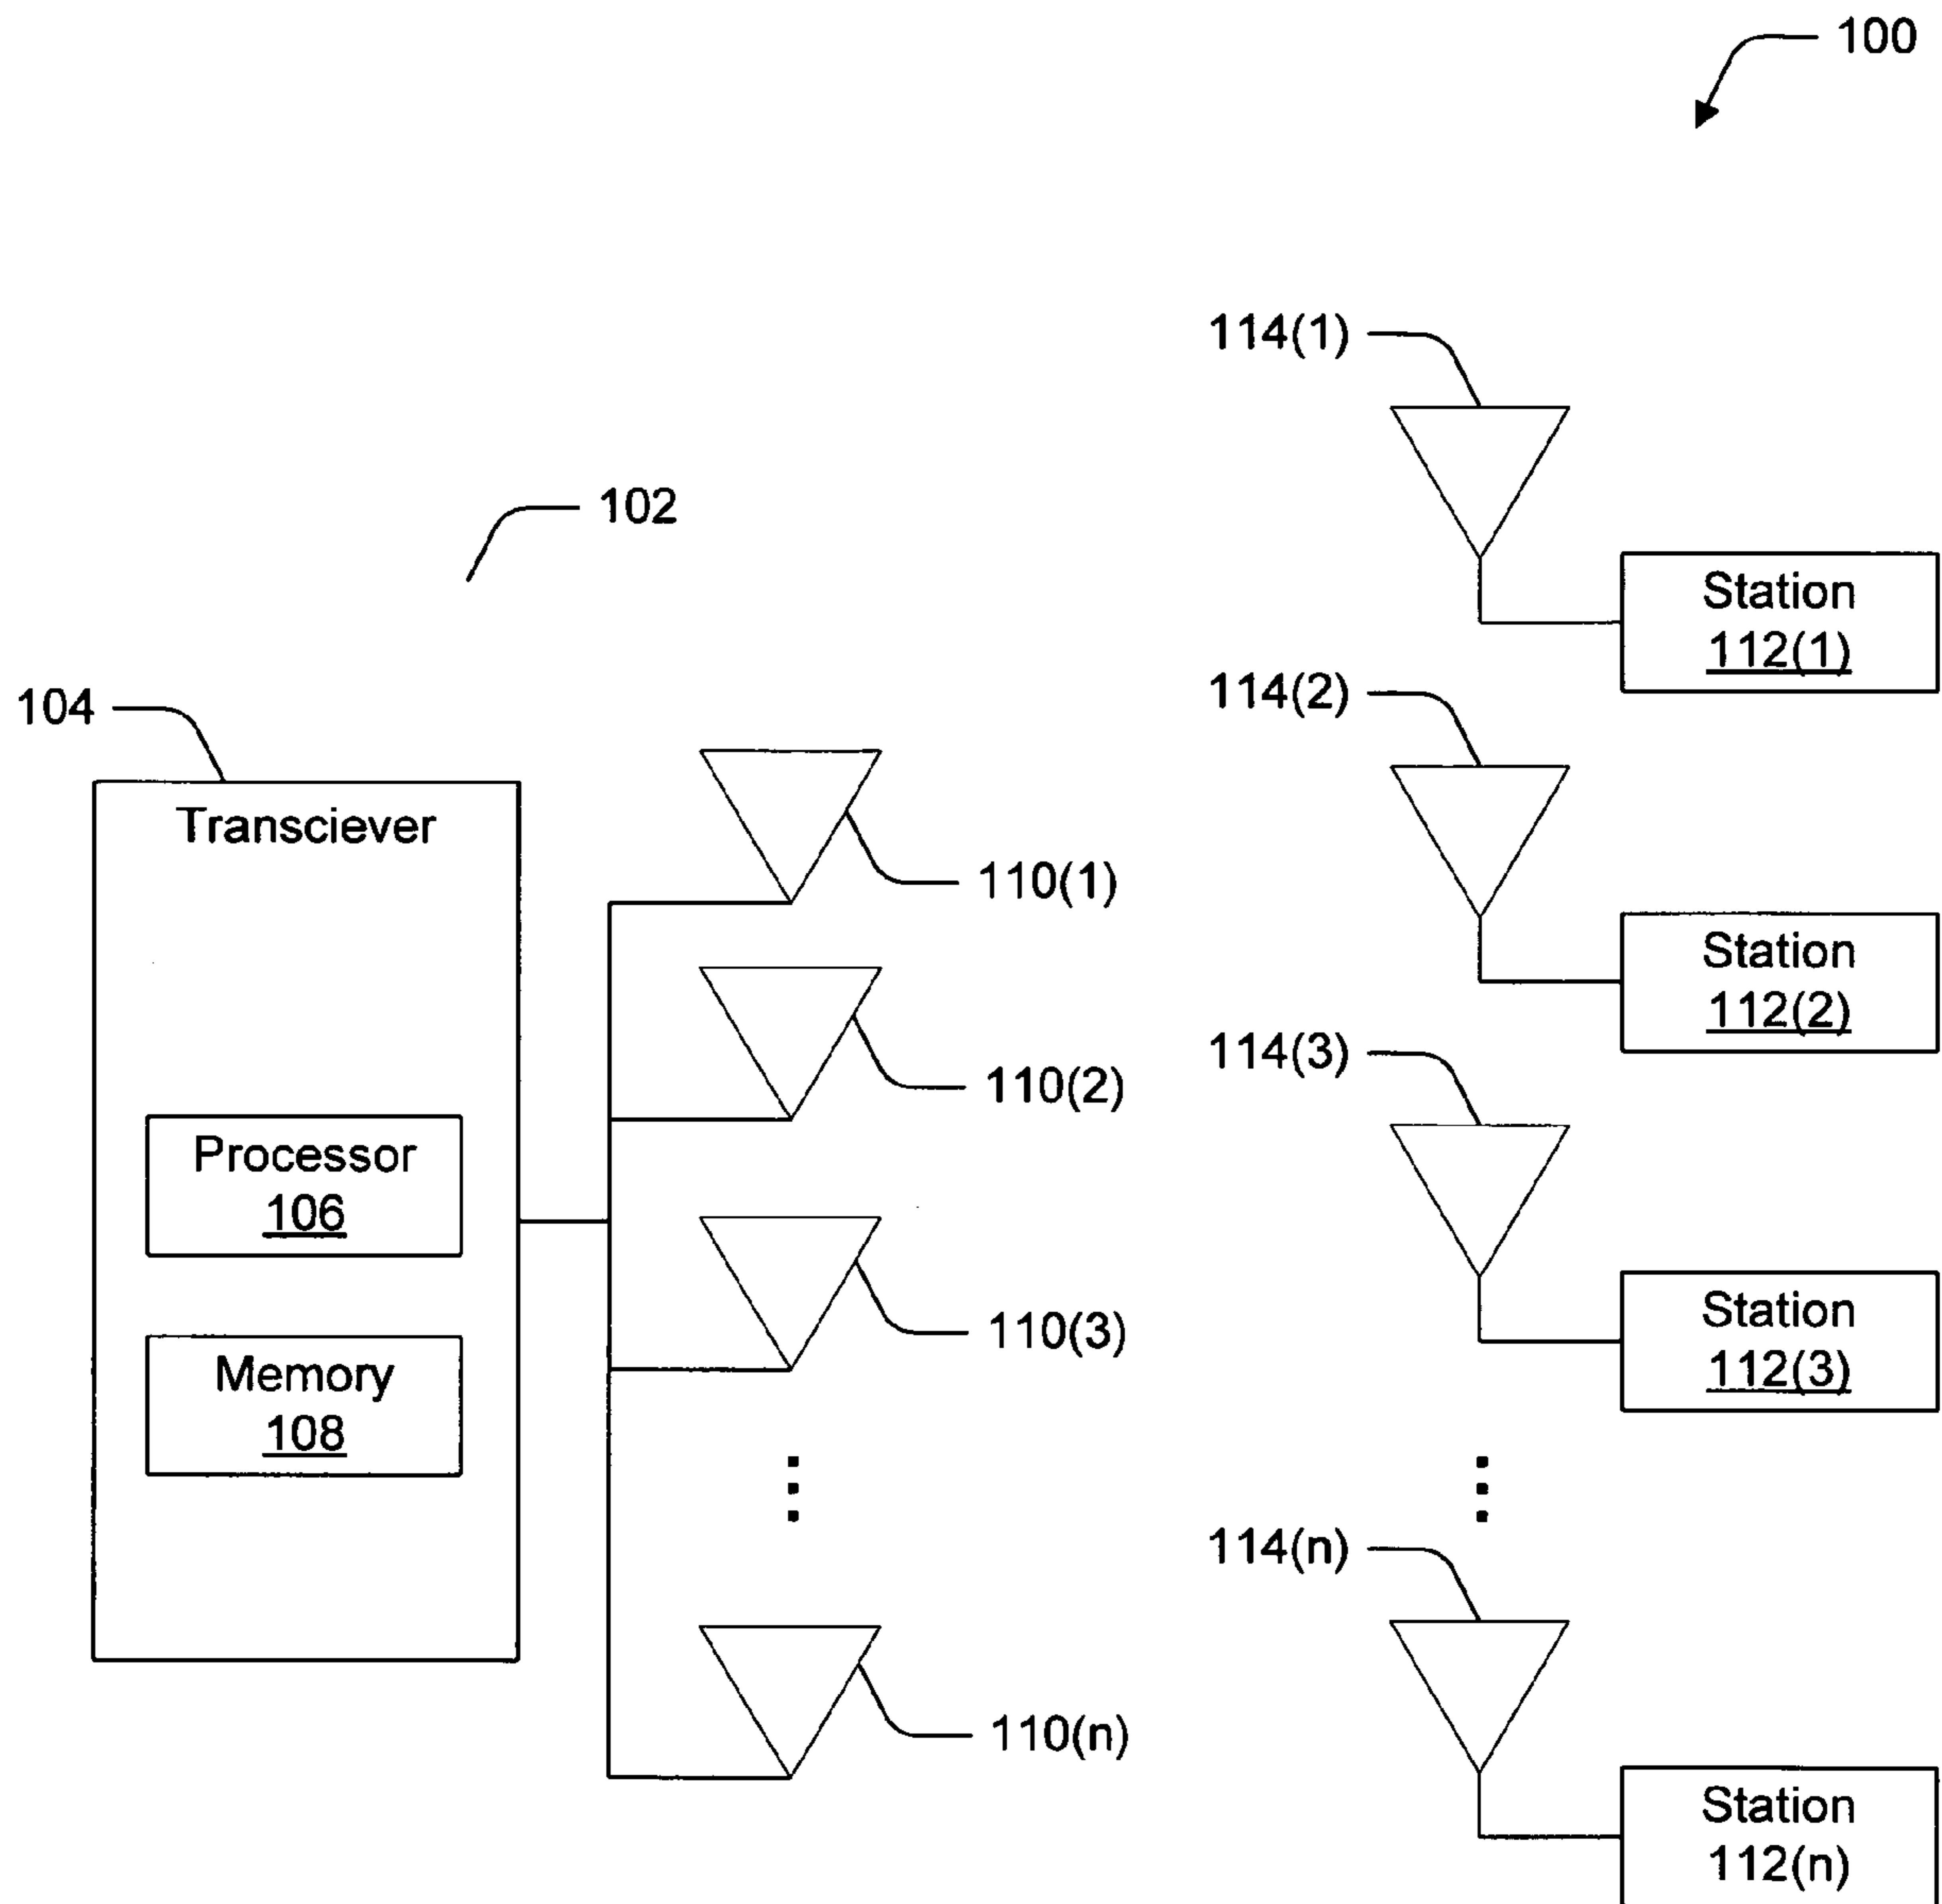 100
114(1)
102
Station
112(1)
114(2)
104
Transciever
110(1)
Station
112(2)
114(3)
110(2)
Processor
106
Station
112(3)
110(3)
Memory
108
114(n)
110(n)
Station
112(n)